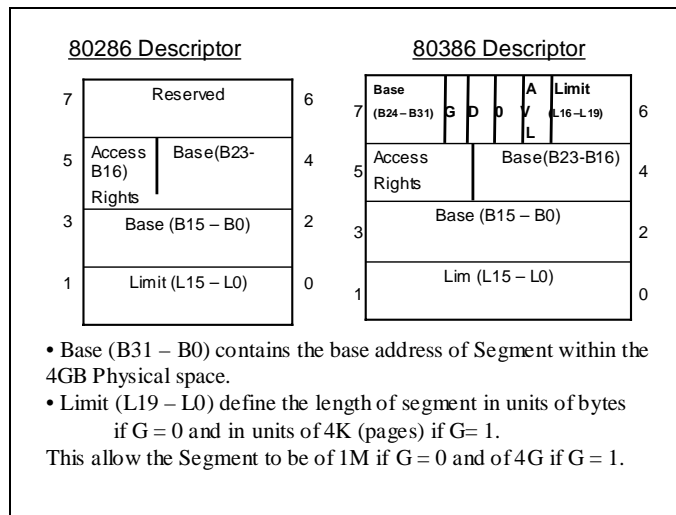 80286 Descriptor
7 Reserved 6
5 Access Base(B23- 4
B16)
Rights
3 Base (B15 – B0) 2
1 Limit (L15 – L0) 0
80386 Descriptor
Base A Limit
7 (B24 – B31) G D 0 V (L16 –L19) 6
L
5 Access Base(B23-B16) 4
Rights
3 Base (B15 – B0) 2
1 Lim (L15 – L0) 0
• Base (B31 – B0) contains the base address of Segment within the
4GB Physical space.
• Limit (L19 – L0) define the length of segment in units of bytes
if G = 0 and in units of 4K (pages) if G= 1.
This allow the Segment to be of 1M if G = 0 and of 4G if G = 1.